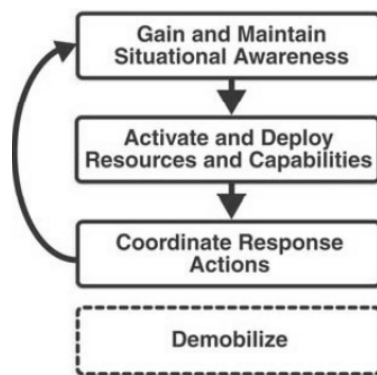 Gain and Maintain
Situational Awareness
Activate and Deploy
Resources and Capabilities
Coordinate Response
Actions
Demobilize